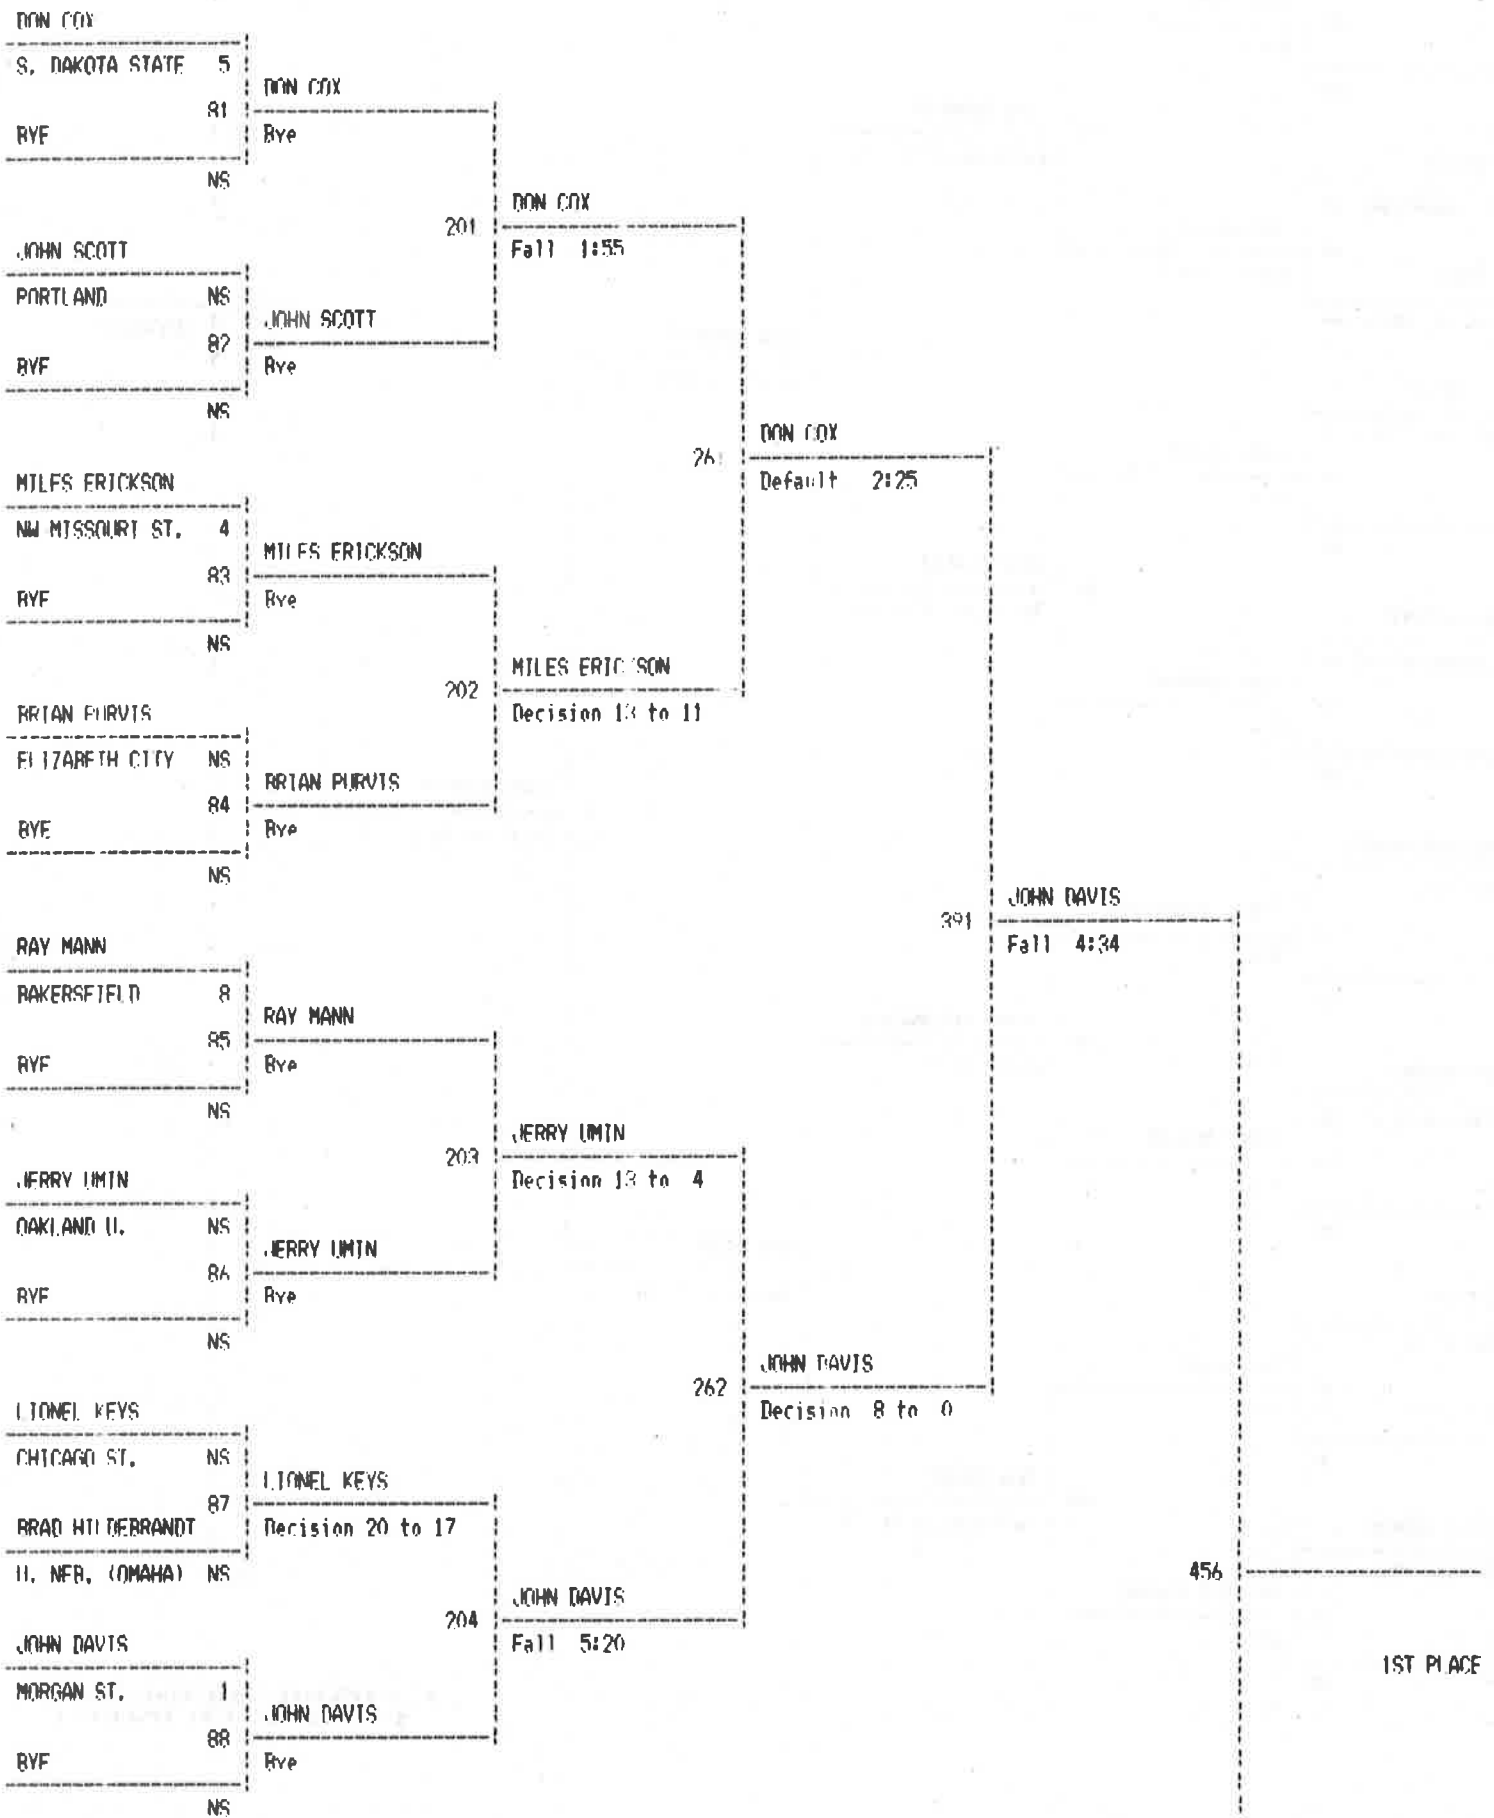 DON COX
S. DAKOTA STATE 5
DON COX
81
BYE
Bye
NS
DON COX
201
JOHN SCOTT
Fall 1:55
PORTLAND NS
JOHN SCOTT
82
BYE
Bye
NS
DON COX
261
MILES ERICKSON
Default 2:25
NW MISSOURI ST. 4
MILES ERICKSON
83
BYE
Bye
NS
MILES ERICKSON
202
BRIAN PURVIS
Decision 13 to 11
ELIZABETH CITY NS
BRIAN PURVIS
84
BYE
Bye
NS
JOHN DAVIS
391
RAY MANN
Fall 4:34
BAKERSFIELD 8
RAY MANN
85
BYE
Bye
NS
JERRY UMIN
203
JERRY UMIN
Decision 13 to 4
OAKLAND U. NS
JERRY UMIN
86
BYE
Bye
NS
JOHN DAVIS
262
LIONEL KEYS
Decision 8 to 0
CHICAGO ST. NS
LIONEL KEYS
87
BRAD HILDEBRANDT
Decision 20 to 17
U. NEB. (OMAHA) NS
456
JOHN DAVIS
204
JOHN DAVIS
Fall 5:20
1ST PLACE
MORGAN ST. 1
JOHN DAVIS
88
BYE
Bye
NS